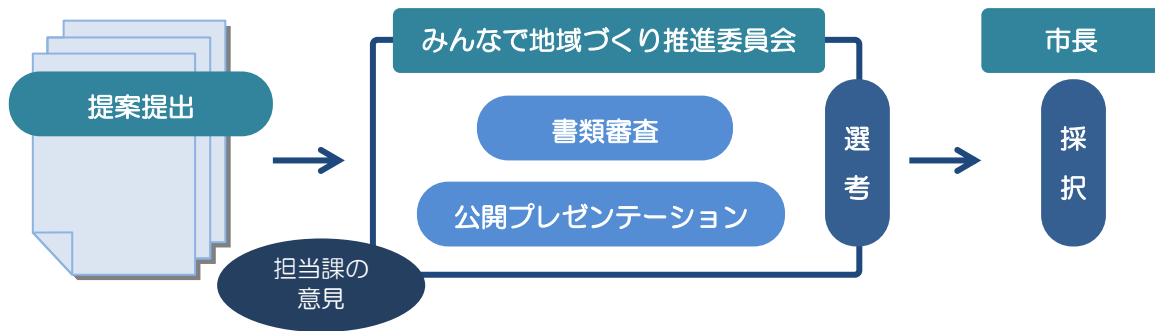 提案提出
みんなで地域づくり推進委員会
書類審査
公開プレゼンテーション
担当課の
意見
選考
市長
採択